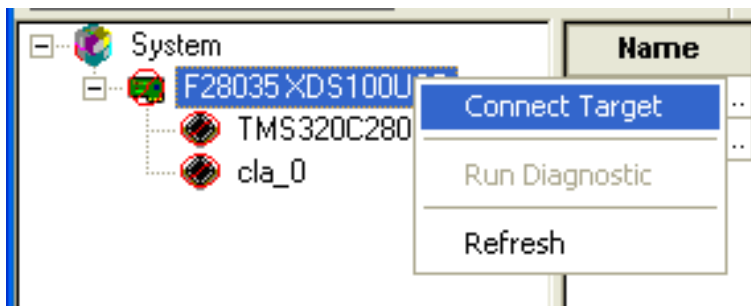 System
Name
F28035 XDS100U
Connect Target
TMS320C280
cla_0
Run Diagnostic
Refresh